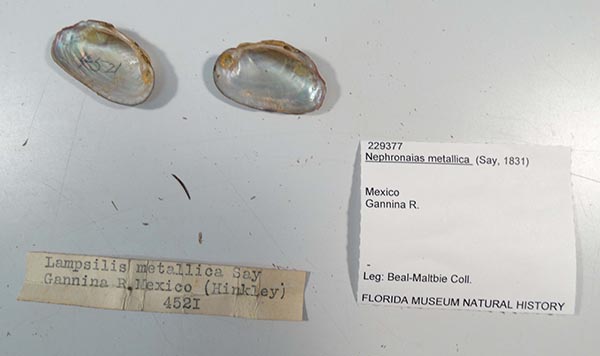 4521
229377
Nephronaias metallica (Say, 1831)
Mexico
Gannina R.
-
Leg: Beal-Maltbie Coll.
FLORIDA MUSEUM NATURAL HISTORY
Lampsilis metallica Say
Gannina R.Mexico (Hinkley)
452I